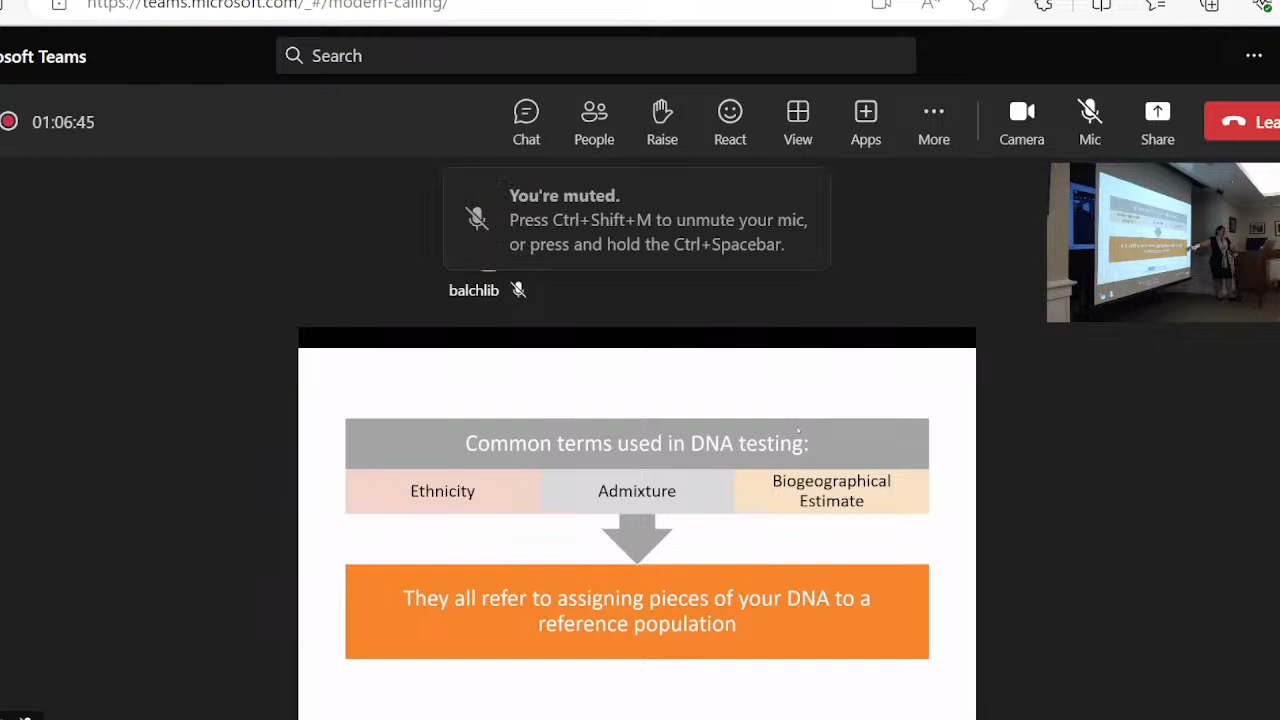 https://teams.microsoft.com/_#/modern-calling/
osoft Teams
Search
01:06:45
Chat
People
Raise
React
View
Apps
More
Camera
Mic
Share
Lea
You're muted.
Press Ctrl+Shift+M to unmute your mic,
or press and hold the Ctrl+Spacebar.
balchlib
Common terms used in DNA testing:
Ethnicity
Admixture
Biogeographical
Estimate
They all refer to assigning pieces of your DNA to a
reference population